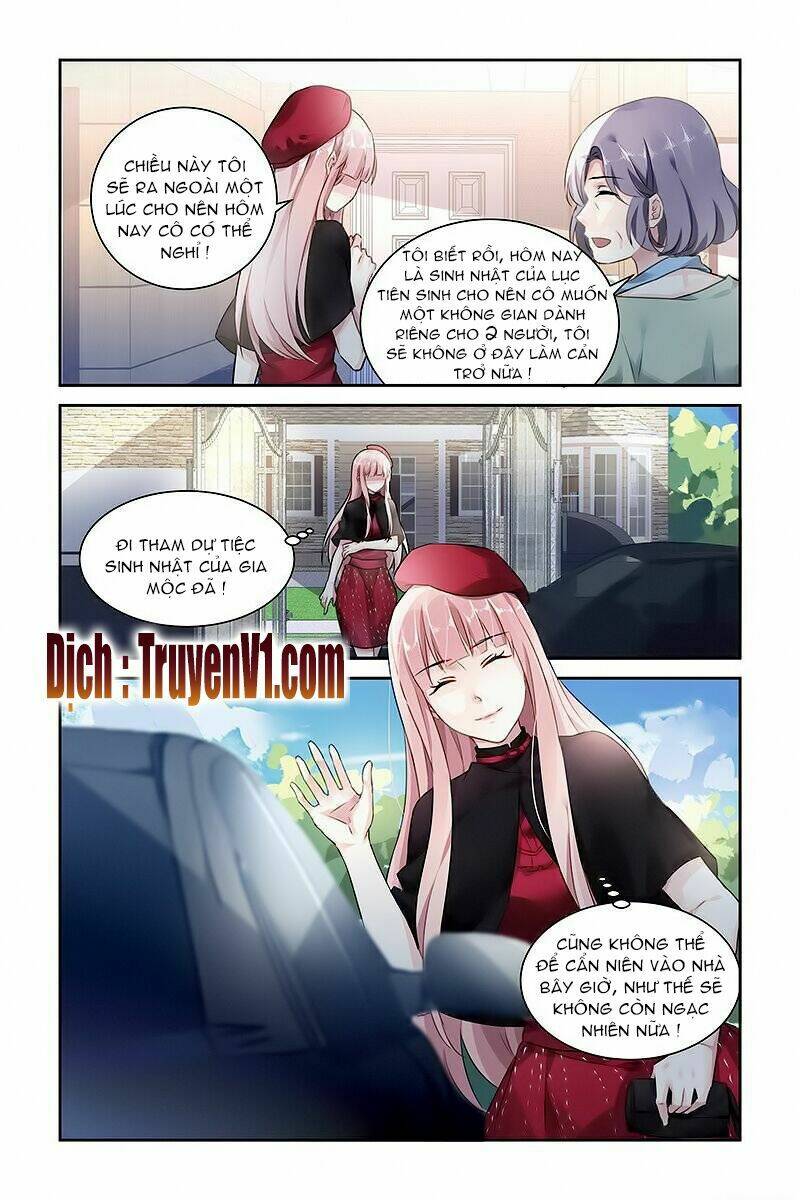 CHIỀU NÀY TÔI
SẼ RA NGOÀI MỘT
LÚC CHO NÊN HÔM
NAY CÔ CÓ THỂ
NGHỈ !
TÔI BIẾT RỒI, HÔM NAY
LÀ SINH NHẬT CỦA LỤC
TIÊN SINH CHO NÊN CÔ MUỐN
MỘT KHÔNG GIAN DÀNH
RIÊNG CHO 2 NGƯỜI, TÔI
SẼ KHÔNG Ở ĐÂY LÀM CẢN
TRỞ NỮA !
ĐI THAM DỰ TIỆC
SINH NHẬT CỦA GIA
MỘC ĐÃ !
Dịch : TruyenV1.com
CŨNG KHÔNG THỂ
ĐỂ CẨN NIÊN VÀO NHÀ
BÂY GIỜ, NHƯ THẾ SẼ
KHÔNG CÒN NGẠC
NHIÊN NỮA !